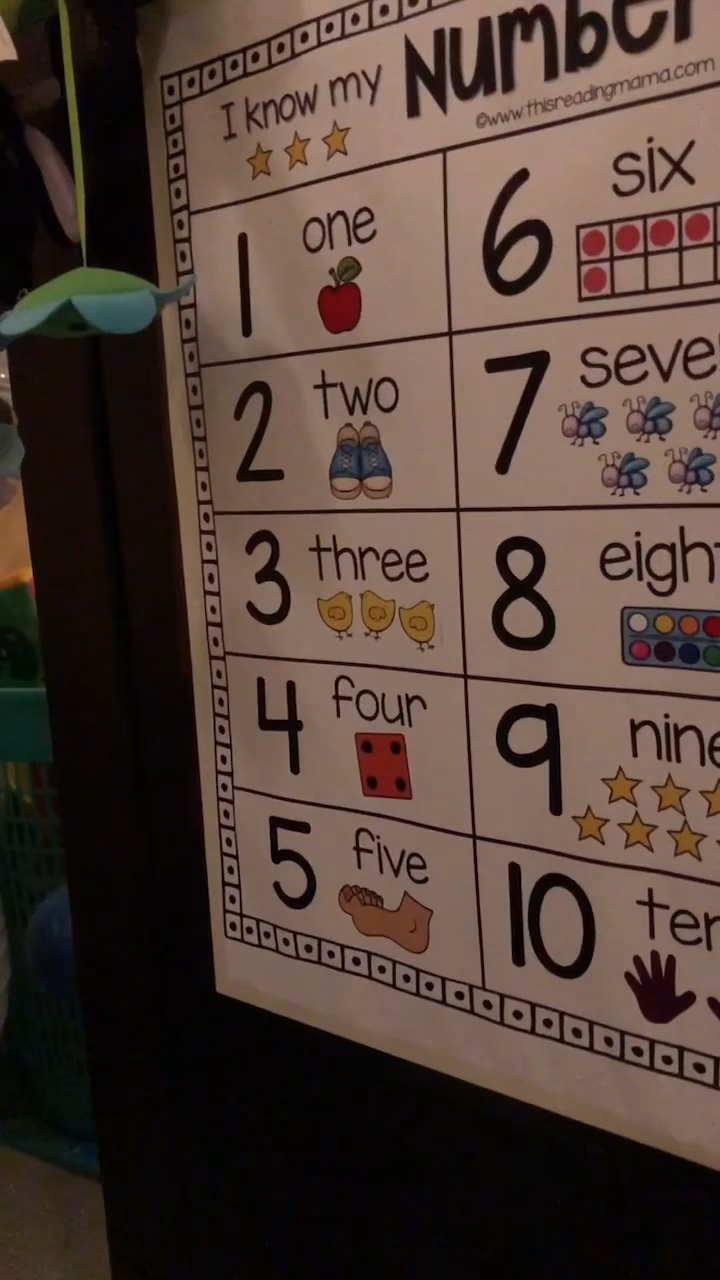 I know my Number
©www.thisreadingmama.com
1 one
2 two
3 three
4 four
5 five
6 six
7 seve
8 eigh
9 nine
10 ten